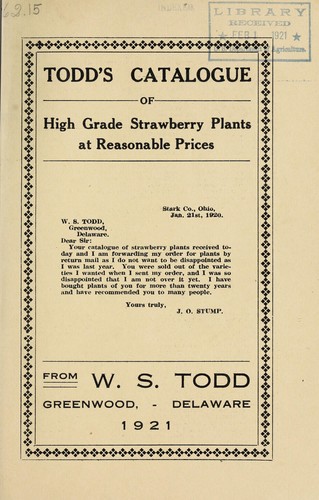 62.15
LIBRARY
RECEIVED
★ FEB 1 1921 ★
Agriculture.
TODD'S CATALOGUE
OF
High Grade Strawberry Plants
at Reasonable Prices
Stark Co., Ohio,
Jan. 21st, 1920.
W. S. TODD,
Greenwood,
Delaware.
Dear Sir:
Your catalogue of strawberry plants received to-
day and I am forwarding my order for plants by
return mail as I do not want to be disappointed as
I was last year. You were sold out of the varie-
ties I wanted when I sent my order, and I was so
disappointed that I am not over it yet. I have
bought plants of you for more than twenty years
and have recommended you to many people.
Yours truly,
J. O. STUMP.
FROM W. S. TODD
GREENWOOD, - DELAWARE
1921